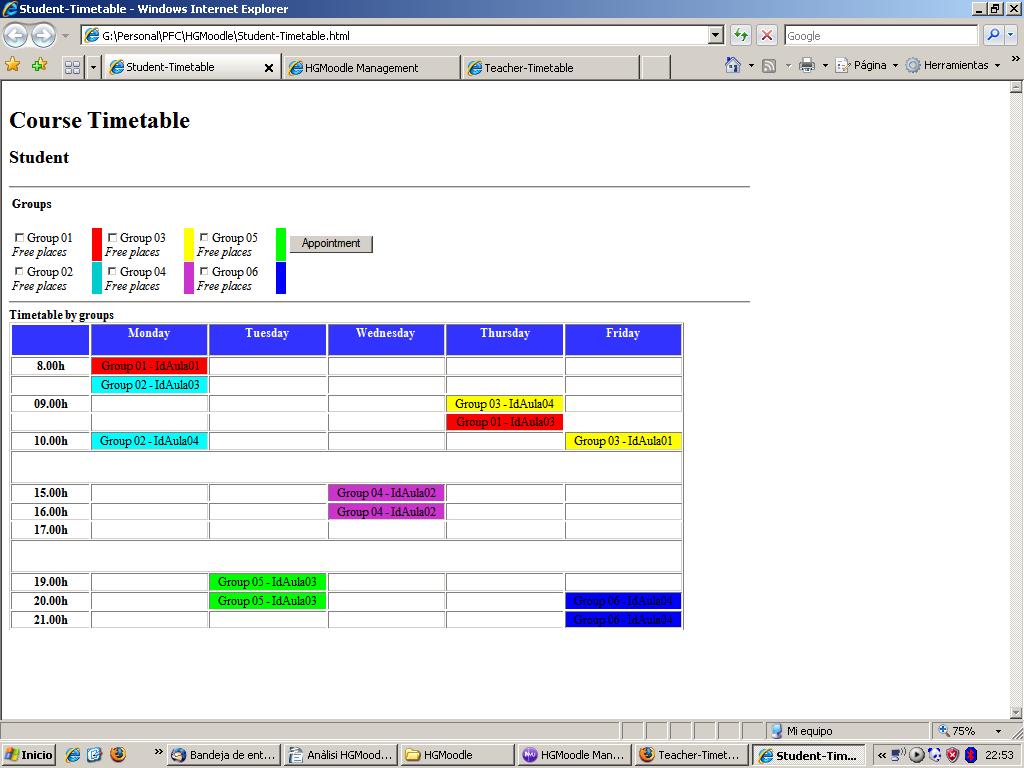 Student-Timetable - Windows Internet Explorer
G:\Personal\PFC\HGMoodle\Student-Timetable.html
Google
Student-Timetable
HGMoodle Management
Teacher-Timetable
Página
Herramientas
»
Course Timetable
Student
Groups
Group 01 Group 03 Group 05
Free places Free places Free places
Appointment
Group 02 Group 04 Group 06
Free places Free places Free places
Timetable by groups
Monday Tuesday Wednesday Thursday Friday
8.00h Group 01 - IdAula01
Group 02 - IdAula03
09.00h Group 03 - IdAula04
Group 01 - IdAula03
10.00h Group 02 - IdAula04 Group 03 - IdAula01
15.00h Group 04 - IdAula02
16.00h Group 04 - IdAula02
17.00h
19.00h Group 05 - IdAula03
20.00h Group 05 - IdAula03 Group 06 - IdAula04
21.00h Group 06 - IdAula04
Mi equipo 75%
Inicio » Bandeja de ent... Anàlisi HGMood... HGMoodle HGMoodle Man... Teacher-Timet... Student-Tim... « 22:53